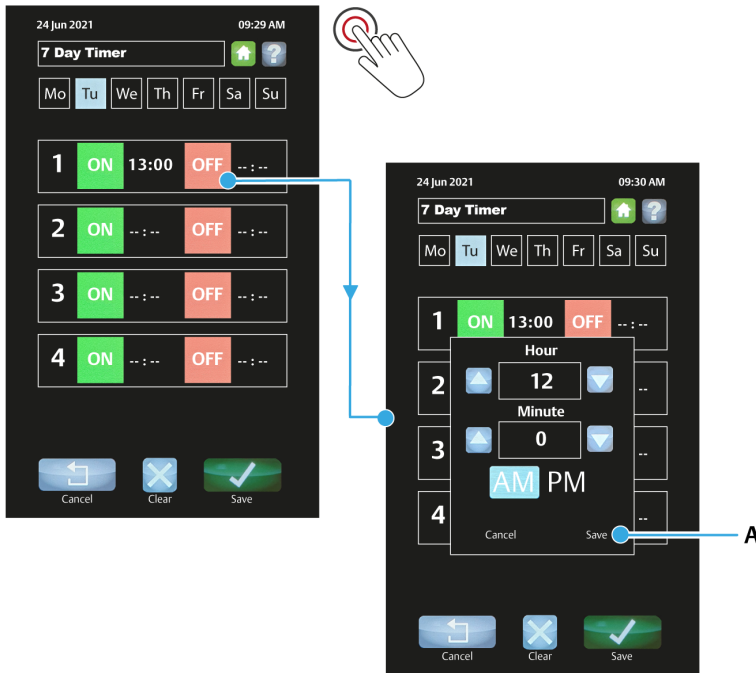 24 Jun 2021 09:29 AM
7 Day Timer ?
Mo Tu We Th Fr Sa Su
1 ON 13:00 OFF --:--
2 ON --:-- OFF --:--
3 ON --:-- OFF --:--
4 ON --:-- OFF --:--
Cancel Clear Save
24 Jun 2021 09:30 AM
7 Day Timer ?
Mo Tu We Th Fr Sa Su
1 ON 13:00 OFF --:--
Hour
2 12 --
Minute
0
3 --
AM PM
4 --
Cancel Save A
Cancel Clear Save